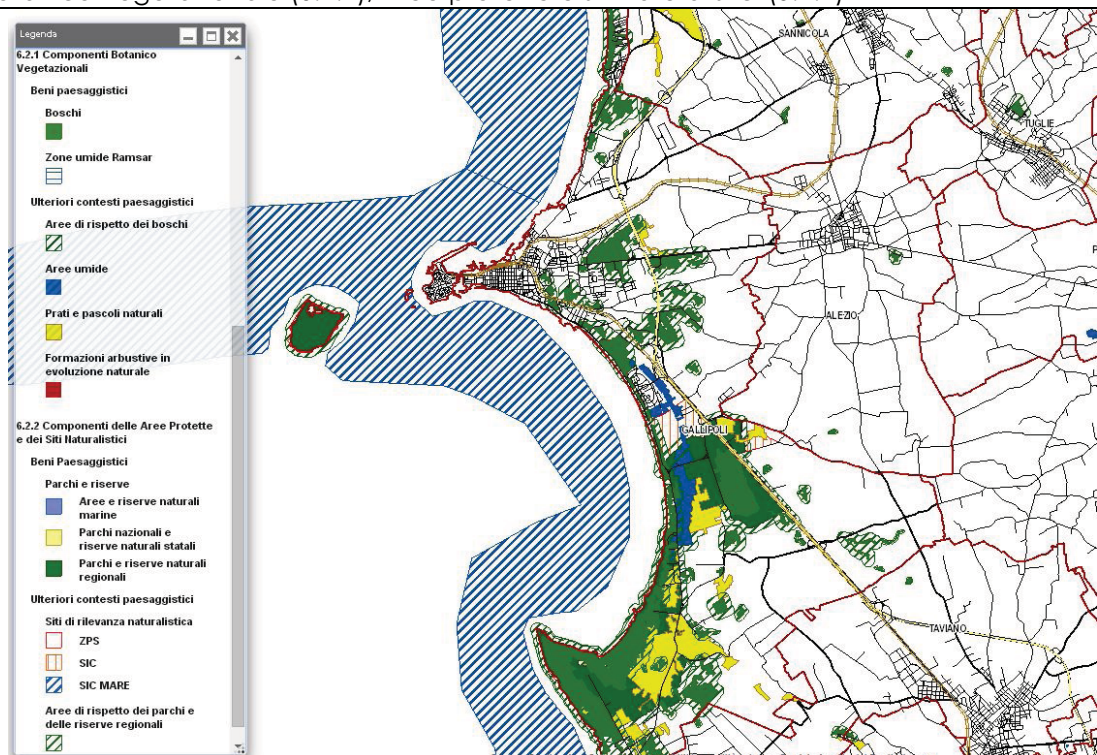 Legenda
6.2.1 Componenti Botanico
Vegetazionali
Beni paesaggistici
Boschi
Zone umide Ramsar
Ulteriori contesti paesaggistici
Aree di rispetto dei boschi
Aree umide
Prati e pascoli naturali
Formazioni arbustive in
evoluzione naturale
6.2.2 Componenti delle Aree Protette
e dei Siti Naturalistici
Beni Paesaggistici
Parchi e riserve
Aree e riserve naturali
marine
Parchi nazionali e
riserve naturali statali
Parchi e riserve naturali
regionali
Ulteriori contesti paesaggistici
Siti di rilevanza naturalistica
ZPS
SIC
SIC MARE
Aree di rispetto dei parchi e
delle riserve regionali
SANNICOLA
TUGLIE
ALEZIO
GALLIPOLI
TAVIANO